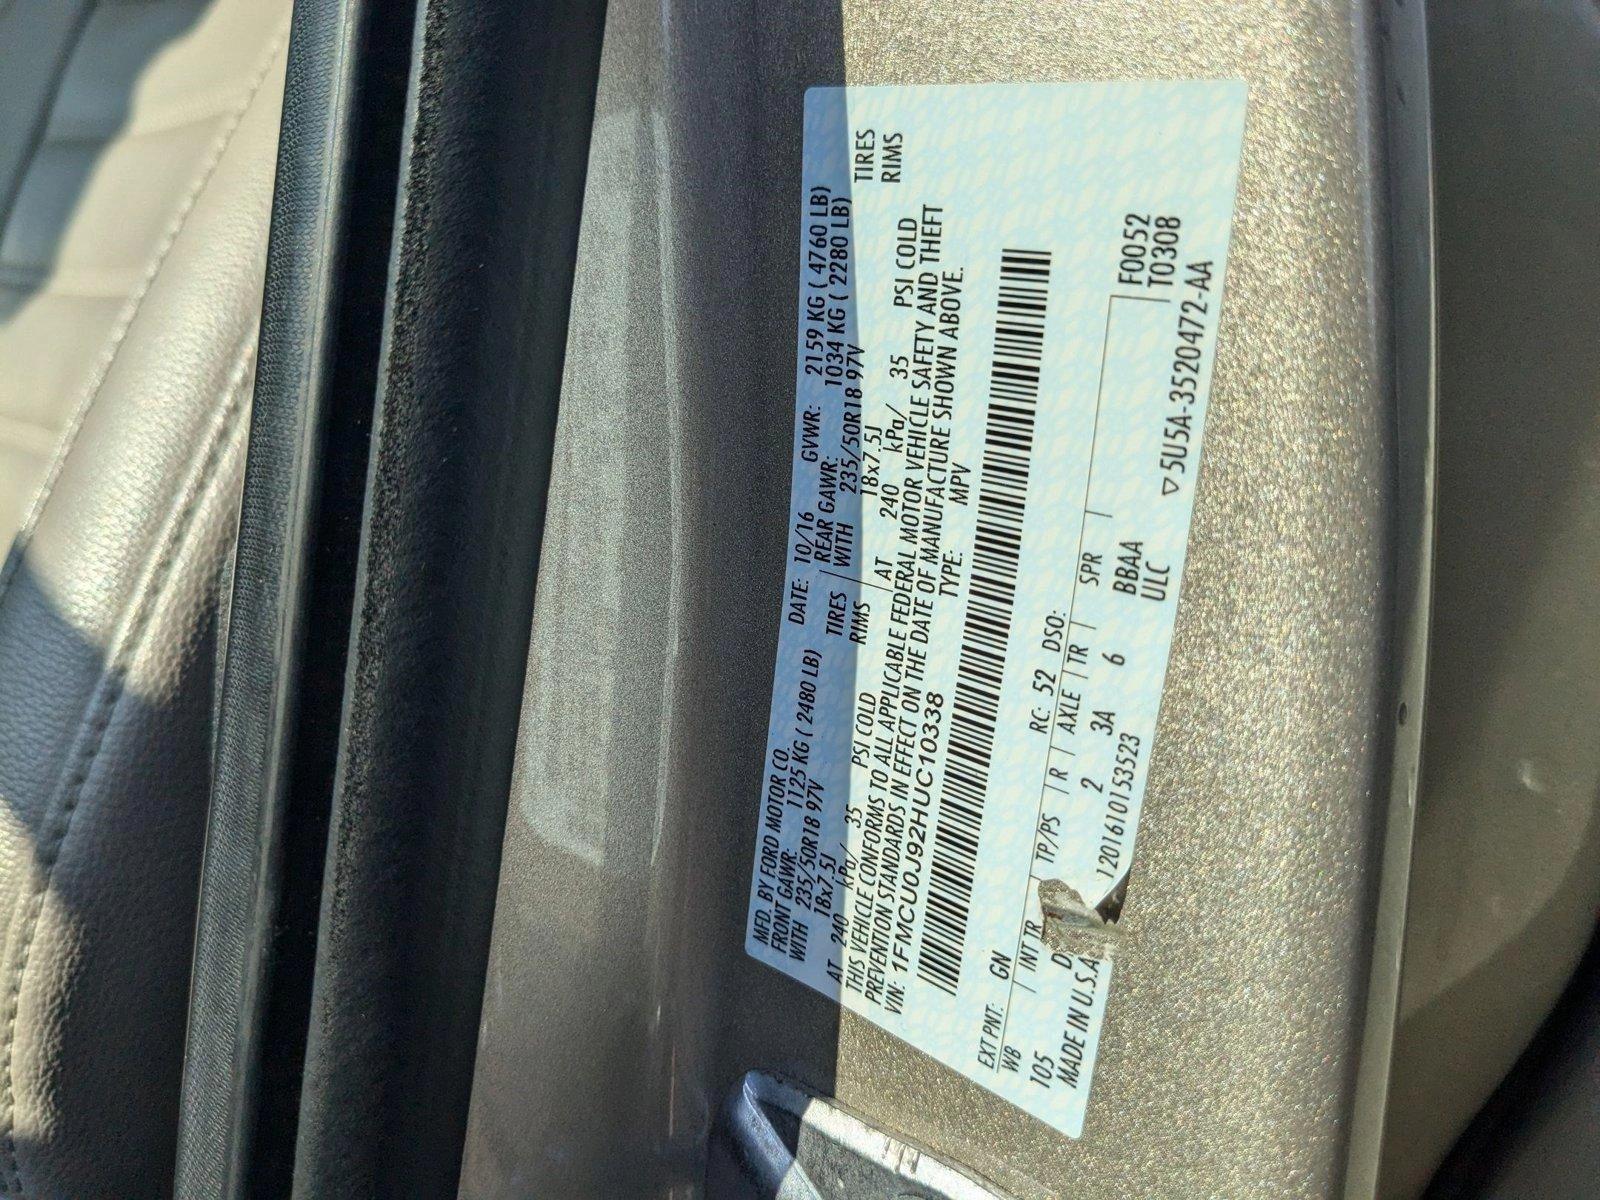 MFD. BY FORD MOTOR CO. DATE: 10/16 GVWR: 2159 KG ( 4760 LB)
FRONT GAWR: 1125 KG ( 2480 LB) REAR GAWR: 1034 KG ( 2280 LB)
WITH 235/50R18 97V TIRES WITH 235/50R18 97V TIRES
18x7.5J RIMS 18x7.5J RIMS
AT 240 kPa/ 35 PSI COLD AT 240 kPa/ 35 PSI COLD
THIS VEHICLE CONFORMS TO ALL APPLICABLE FEDERAL MOTOR VEHICLE SAFETY AND THEFT
PREVENTION STANDARDS IN EFFECT ON THE DATE OF MANUFACTURE SHOWN ABOVE.
VIN: 1FMCU0J92HUC10338 TYPE: MPV
EXT PNT: GN RC: 52 DSO:
WB INT TR TP/PS R AXLE TR SPR F0052
105 2 3A 6 BBAA T0308
MADE IN U.S.A. 120161015352​3 ULC
▽5U5A-3520472-AA